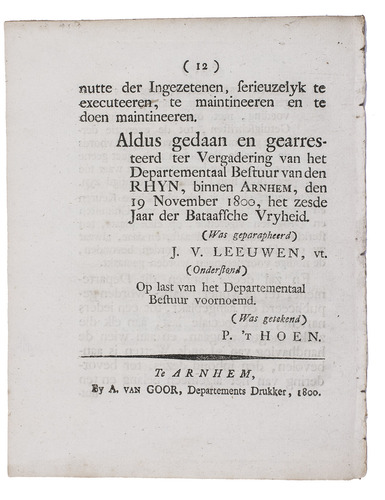 ( 12 )
nutte der Ingezetenen, ſerieuzelyk te
executeeren, te maintineeren en te
doen maintineeren.
Aldus gedaan en gearres-
teerd ter Vergadering van het
Departementaal Beſtuur van den
RHYN, binnen ARNHEM, den
19 November 1800, het zesde
Jaar der Bataafſche Vryheid.
(Was geparapheerd)
J. V. LEEUWEN, vt.
(Onderſtond)
Op last van het Departementaal
Beſtuur voornoemd.
(Was getekend)
P. 'T HOEN.
Te ARNHEM,
By A. VAN GOOR, Departements Drukker, 1800.